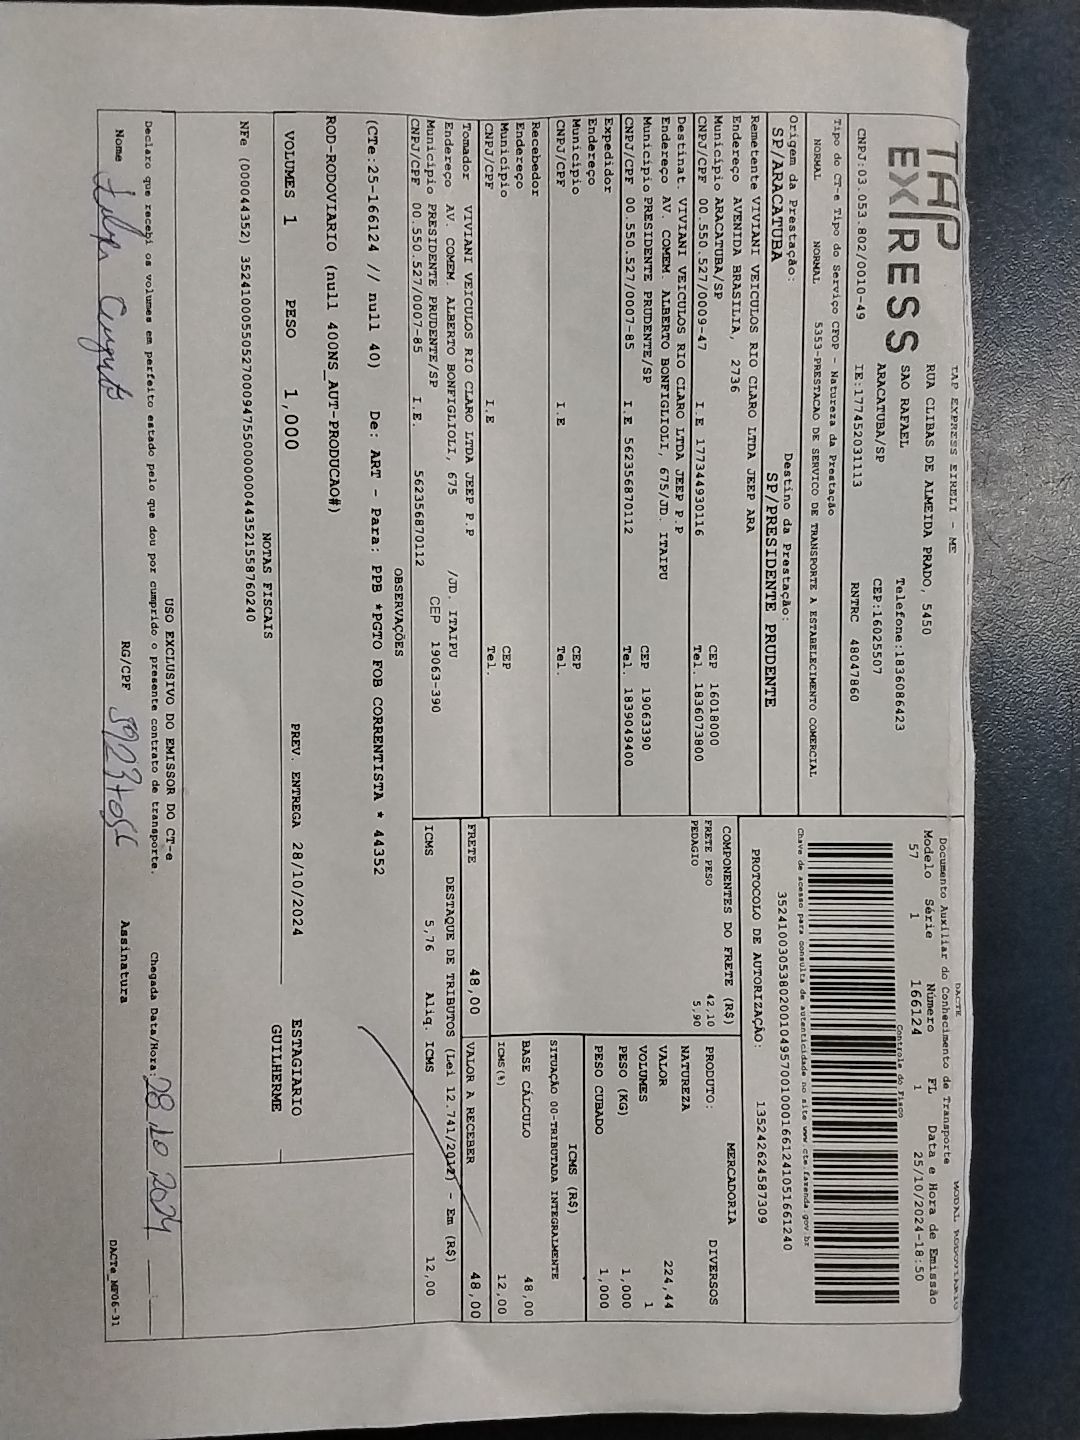 TAP EXPRESS
TAP EXPRESS EIRELI - ME
RUA CLIBAS DE ALMEIDA PRADO, 5450
SAO RAFAEL Telefone:1836086423
ARACATUBA/SP CEP:16025507
CNPJ:03.053.802/0010-49 IE:177452031113 RNTRC 48047860
DACTE MODAL RODOVIARIO
Documento Auxiliar do Conhecimento de Transporte
Modelo Série Número FL Data e Hora de Emissão
57 1 166124 1 25/10/2024-18:50
Controle do Fisco
Chave de acesso para consulta de autenticidade no site www.cte.fazenda.gov.br
35241003053802001049570010001661241051661240
PROTOCOLO DE AUTORIZAÇÃO: 135242624587309
Tipo do CT-e Tipo do Serviço CFOP - Natureza da Prestação
NORMAL NORMAL 5353-PRESTACAO DE SERVICO DE TRANSPORTE A ESTABELECIMENTO COMERCIAL
Origem da Prestação: Destino da Prestação:
SP/ARACATUBA SP/PRESIDENTE PRUDENTE
Remetente VIVIANI VEICULOS RIO CLARO LTDA JEEP ARA
Endereço AVENIDA BRASILIA, 2736
Município ARACATUBA/SP CEP 16018000
CNPJ/CPF 00.550.527/0009-47 I.E 177344930116 Tel. 1836073800
Destinat. VIVIANI VEICULOS RIO CLARO LTDA JEEP P.P
Endereço AV. COMEM. ALBERTO BONFIGLIOLI, 675/JD. ITAIPU
Município PRESIDENTE PRUDENTE/SP CEP 19063390
CNPJ/CPF 00.550.527/0007-85 I.E 562356870112 Tel. 1839049400
Expedidor
Endereço
Município CEP
CNPJ/CPF I.E Tel.
Recebedor
Endereço
Município CEP
CNPJ/CPF I.E Tel.
Tomador VIVIANI VEICULOS RIO CLARO LTDA JEEP P.P
Endereço AV. COMEM. ALBERTO BONFIGLIOLI, 675 /JD. ITAIPU
Município PRESIDENTE PRUDENTE/SP CEP 19063-390
CNPJ/CPF 00.550.527/0007-85 I.E. 562356870112
COMPONENTES DO FRETE (R$)
FRETE PESO 42,10
PEDAGIO 5,90
MERCADORIA
PRODUTO: DIVERSOS
NATUREZA
VALOR 224,44
VOLUMES 1
PESO (KG) 1,000
PESO CUBADO 1,000
ICMS (R$)
SITUAÇÃO 00-TRIBUTADA INTEGRALMENTE
BASE CÁLCULO 48,00
ICMS(%) 12,00
FRETE 48,00 VALOR A RECEBER 48,00
DESTAQUE DE TRIBUTOS (Lei 12.741/2012) - Em (R$)
ICMS 5,76 Aliq. ICMS 12,00
OBSERVAÇÕES
(CTe:25-166124 // null 40) De: ART - Para: PPB *PGTO FOB CORRENTISTA * 44352
ROD-RODOVIARIO (null 400NS_AUT-PRODUCAO#)
VOLUMES 1 PESO 1,000 PREV. ENTREGA 28/10/2024 ESTAGIARIO
GUILHERME
NOTAS FISCAIS
NFe (000044352)
USO EXCLUSIVO DO EMISSOR DO CT-e
Declaro que recebi os volumes em perfeito estado pelo que dou por cumprido o presente contrato de transporte. Chegada Data/Hora: 28.10.2024
Nome RG/CPF Assinatura
DACTe_MF06-31